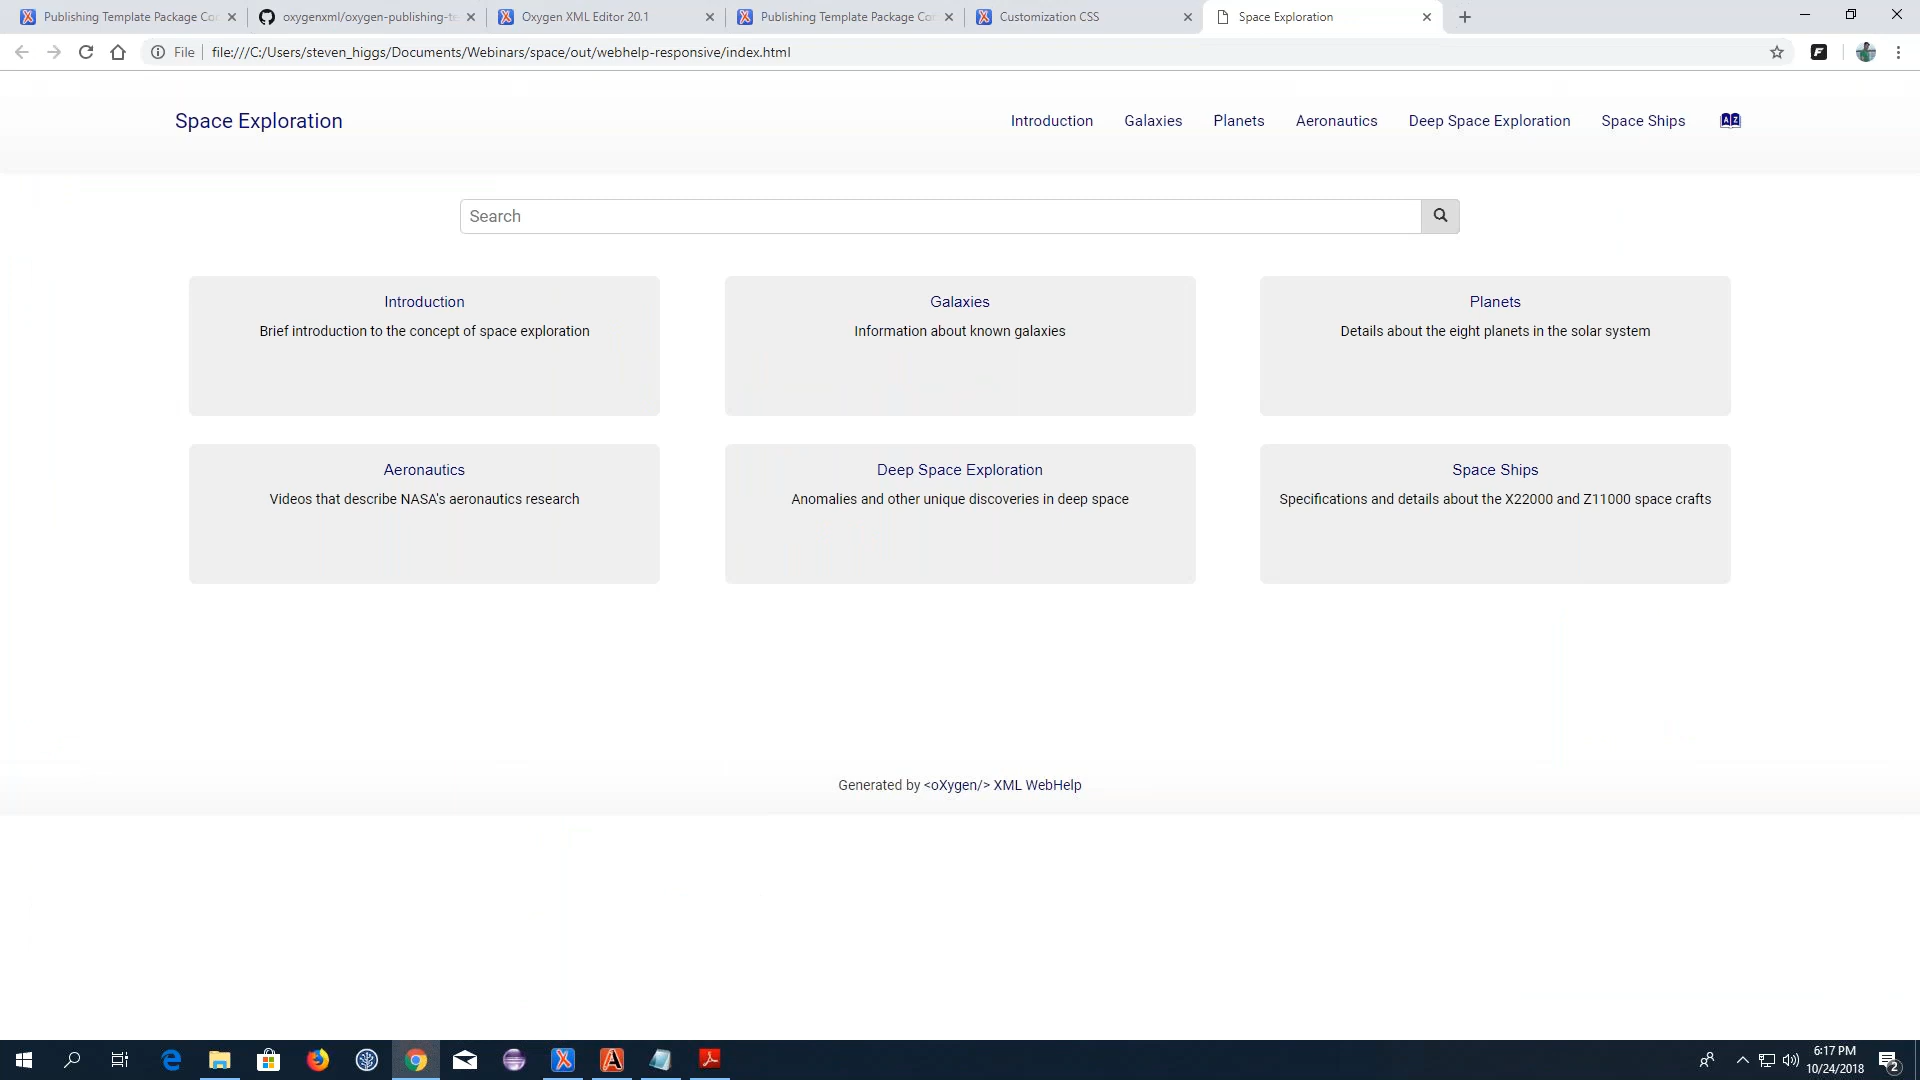 Publishing Template Package Co
oxygenxml/oxygen-publishing-te
Oxygen XML Editor 20.1
Publishing Template Package Co
Customization CSS
Space Exploration
File
file:///C:/Users/steven_higgs/Documents/Webinars/space/out/webhelp-responsive/index.html
Space Exploration
Introduction
Galaxies
Planets
Aeronautics
Deep Space Exploration
Space Ships
A Z
Search
Introduction
Brief introduction to the concept of space exploration
Galaxies
Information about known galaxies
Planets
Details about the eight planets in the solar system
Aeronautics
Videos that describe NASA's aeronautics research
Deep Space Exploration
Anomalies and other unique discoveries in deep space
Space Ships
Specifications and details about the X22000 and Z11000 space crafts
Generated by <oXygen/> XML WebHelp
6:17 PM
10/24/2018
2